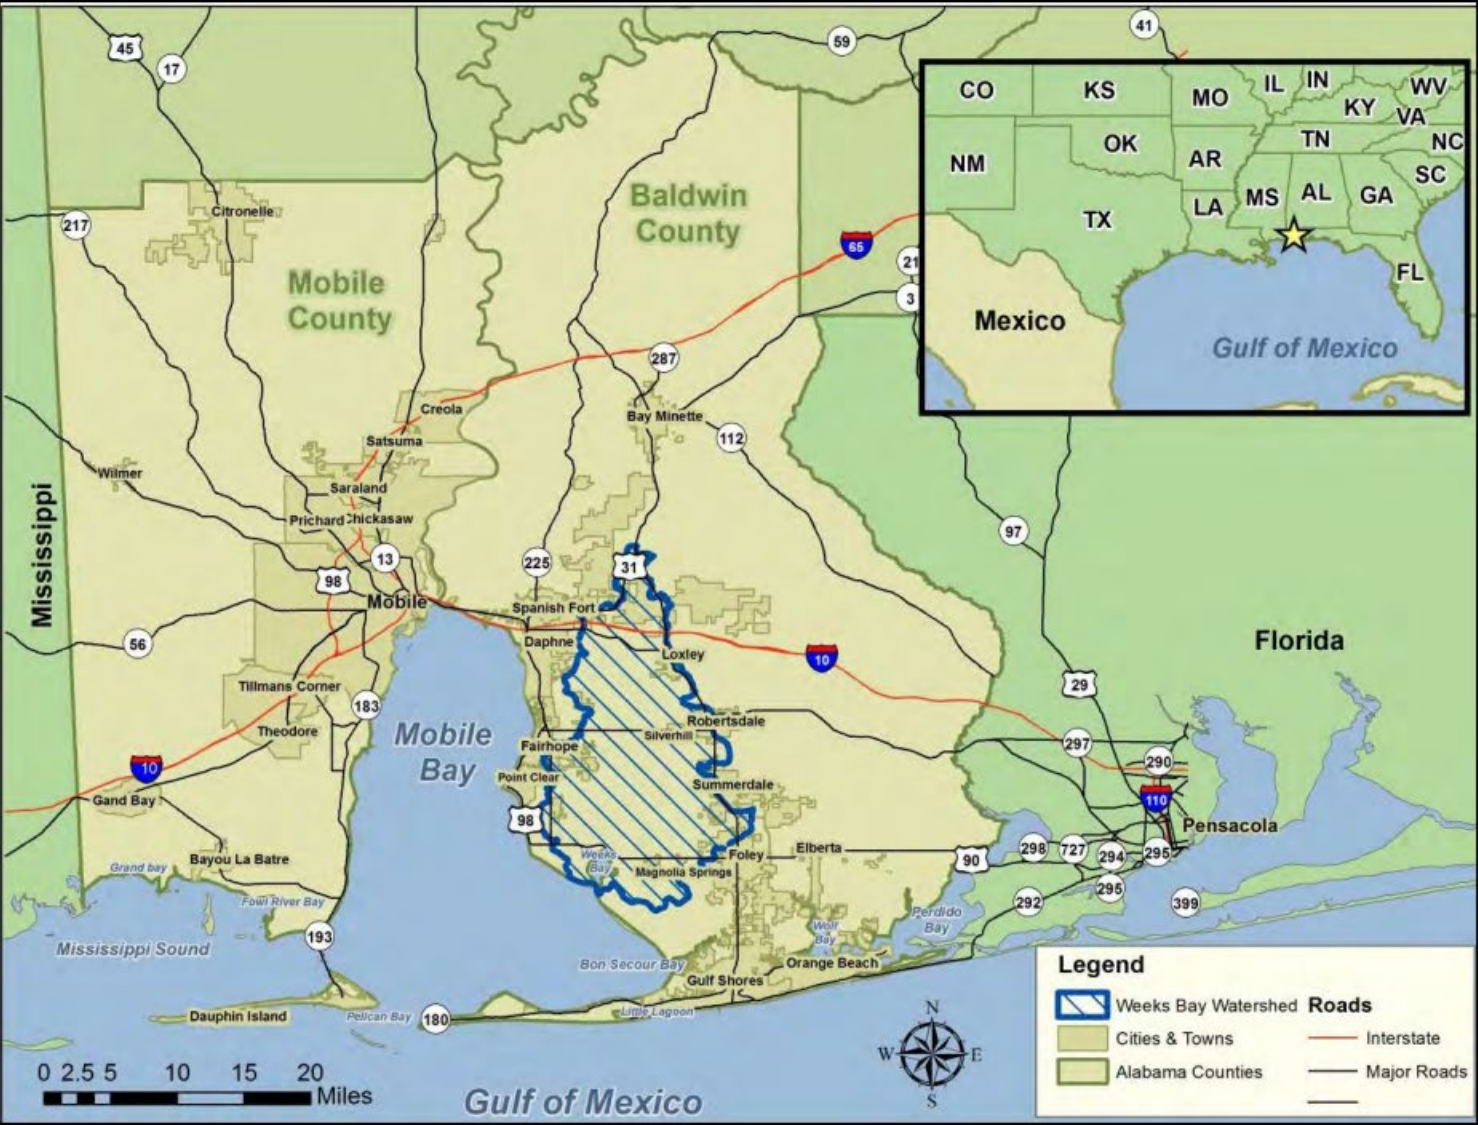 45
17
59
41
217
Citronelle
Mobile
County
Baldwin
County
65
21
3
287
Creola
Satsuma
Bay Minette
112
Wilmer
Saraland
Prichard
Chickasaw
Mississippi
13
98
225
31
97
Mobile
Spanish Fort
56
Daphne
Loxley
10
Florida
Tillmans Corner
183
29
Theodore
Mobile
Bay
Robertsdale
Silverhill
Fairhope
297
290
10
Point Clear
Summerdale
110
Gand Bay
98
Pensacola
Bayou La Batre
Grand bay
Weeks
Bay
Foley
Elberta
90
298
727
294
295
Magnolia Springs
295
Fowl River Bay
292
399
193
Wolf
Bay
Perdido
Bay
Mississippi Sound
Bon Secour Bay
Orange Beach
Gulf Shores
Dauphin Island
Pelican Bay
180
Little Lagoon
Gulf of Mexico
0 2.5 5 10 15 20
Miles
N
W E
S
CO
KS
MO
IL
IN
WV
KY
VA
NM
OK
AR
TN
NC
SC
TX
LA
MS
AL
GA
FL
Mexico
Gulf of Mexico
Legend
Weeks Bay Watershed
Cities & Towns
Alabama Counties
Roads
Interstate
Major Roads